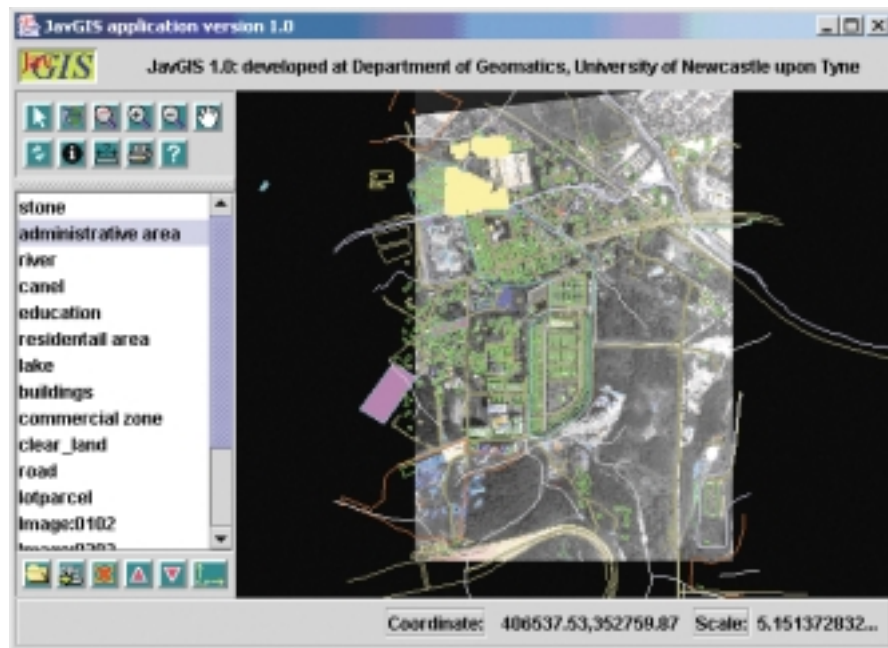 JavGIS application version 1.0
JavGIS
JavGIS 1.0: developed at Department of Geomatics, University of Newcastle upon Tyne
stone
administrative area
river
canel
education
residentail area
lake
buildings
commercial zone
clear_land
road
lotparcel
Image:0102
Coordinate: 406537.53,352759.87 Scale: 5.151372832...